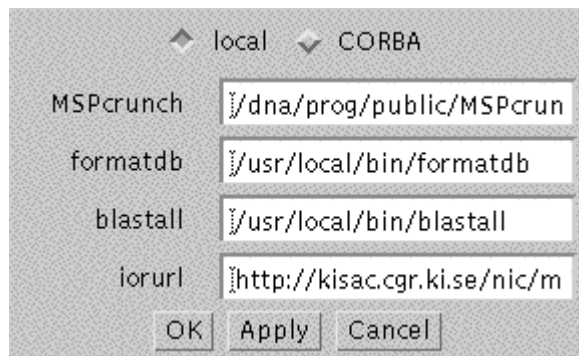 local CORBA
MSPcrunch /dna/prog/public/MSPcrun
formatdb /usr/local/bin/formatdb
blastall /usr/local/bin/blastall
iorurl http://kisac.cgr.ki.se/nic/m
OK Apply Cancel